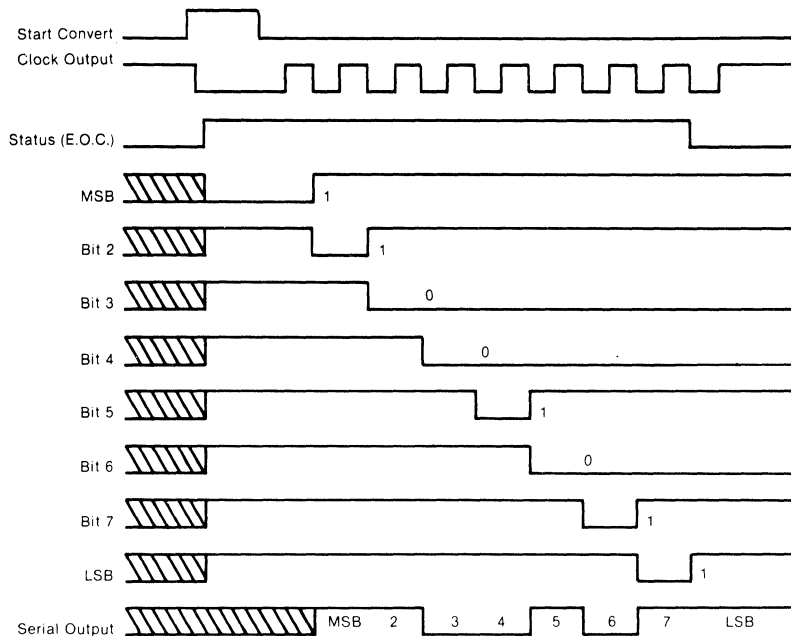 Start Convert
Clock Output
Status (E.O.C.)
MSB
1
Bit 2
1
Bit 3
0
Bit 4
0
Bit 5
1
Bit 6
0
Bit 7
1
LSB
1
Serial Output MSB 2 3 4 5 6 7 LSB